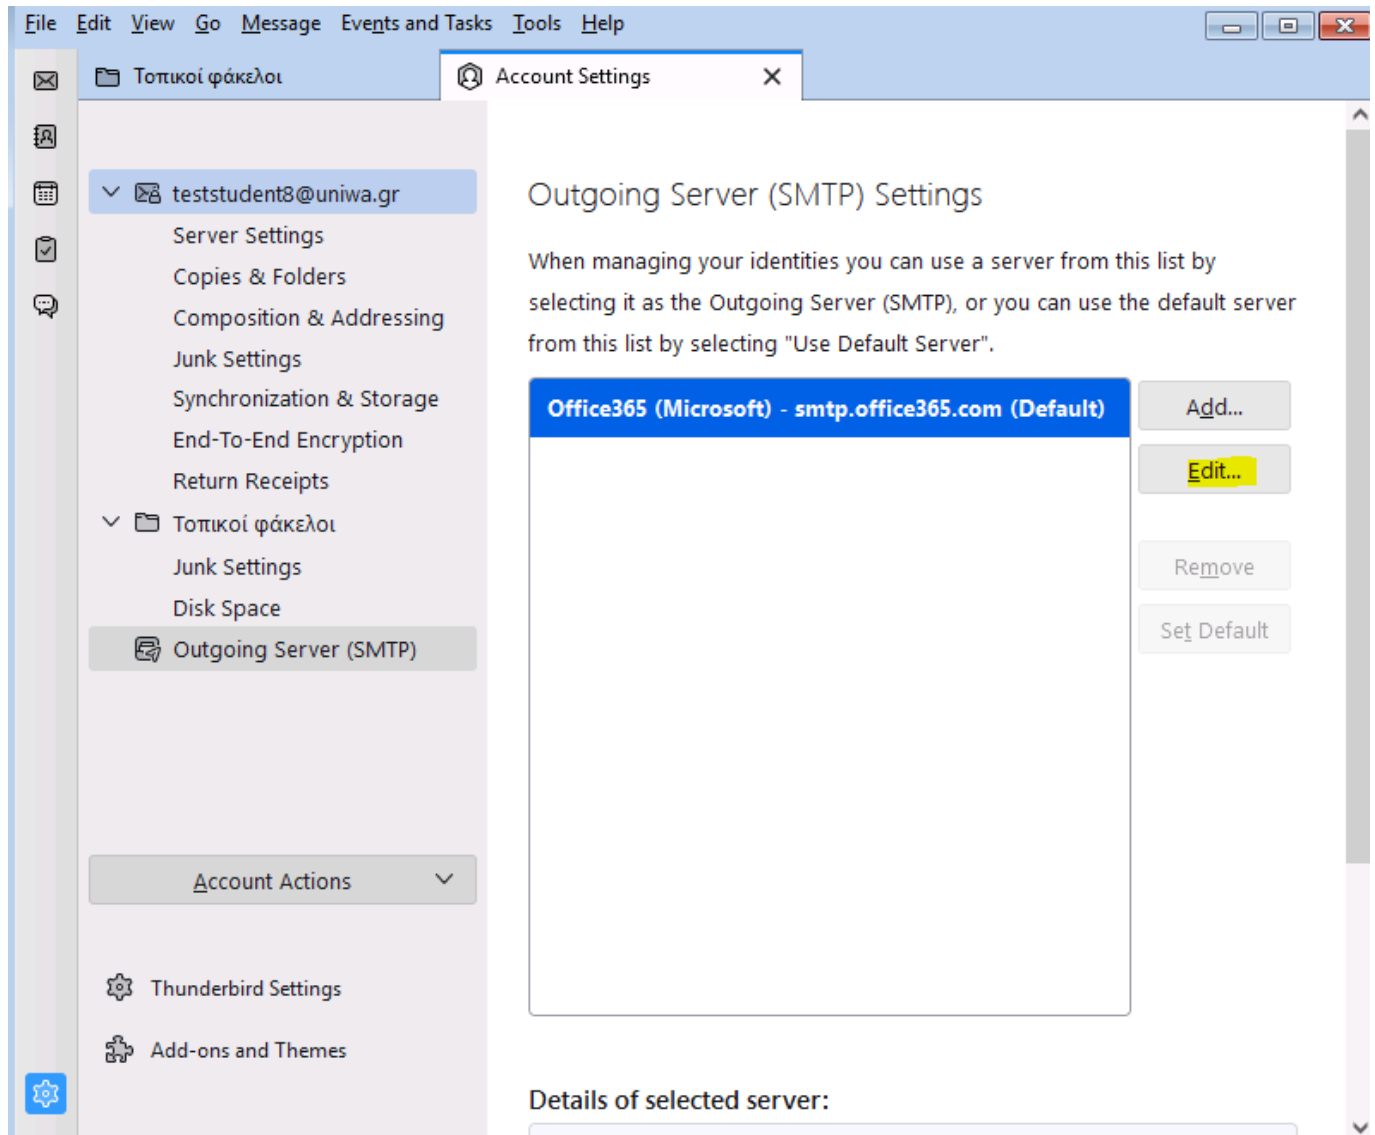 File Edit View Go Message Events and Tasks Tools Help
Τοπικοί φάκελοι
Account Settings
teststudent8@uniwa.gr
Server Settings
Copies & Folders
Composition & Addressing
Junk Settings
Synchronization & Storage
End-To-End Encryption
Return Receipts
Τοπικοί φάκελοι
Junk Settings
Disk Space
Outgoing Server (SMTP)
Account Actions
Thunderbird Settings
Add-ons and Themes
Outgoing Server (SMTP) Settings
When managing your identities you can use a server from this list by
selecting it as the Outgoing Server (SMTP), or you can use the default server
from this list by selecting "Use Default Server".
Office365 (Microsoft) - smtp.office365.com (Default)
Add...
Edit...
Remove
Set Default
Details of selected server: